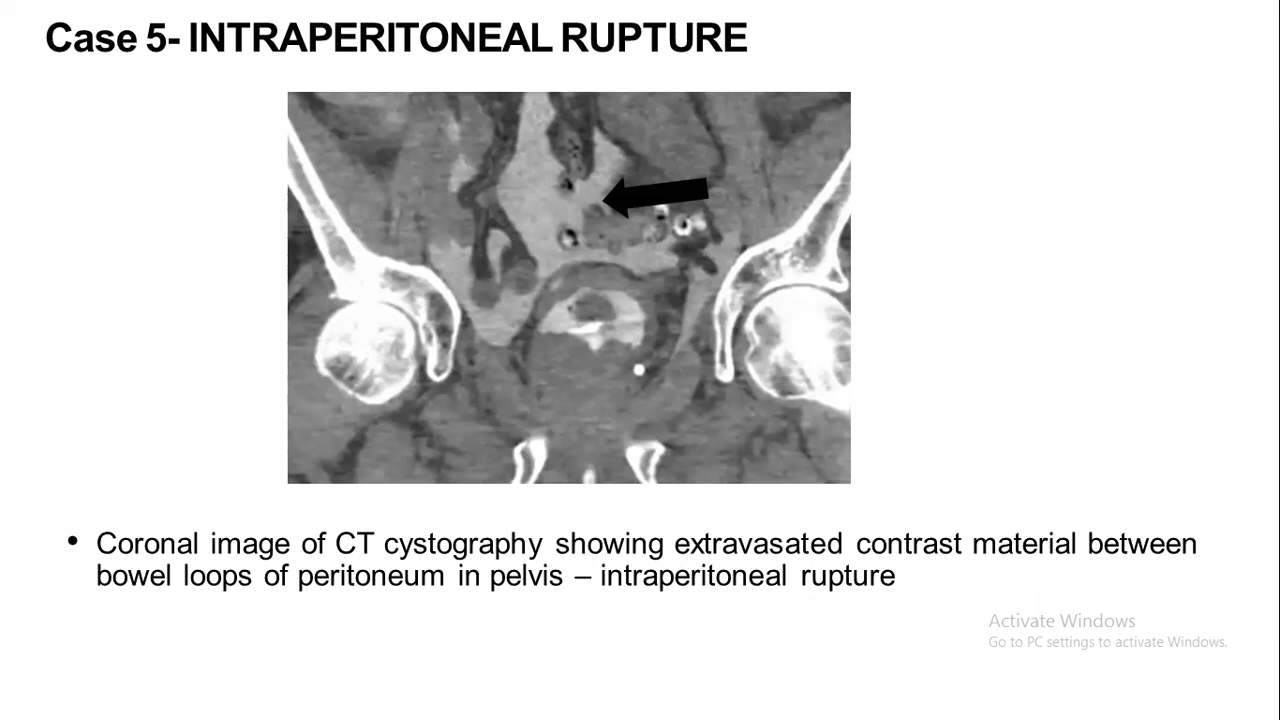 Case 5- INTRAPERITONEAL RUPTURE
• Coronal image of CT cystography showing extravasated contrast material between
bowel loops of peritoneum in pelvis – intraperitoneal rupture
Activate Windows
Go to PC settings to activate Windows.